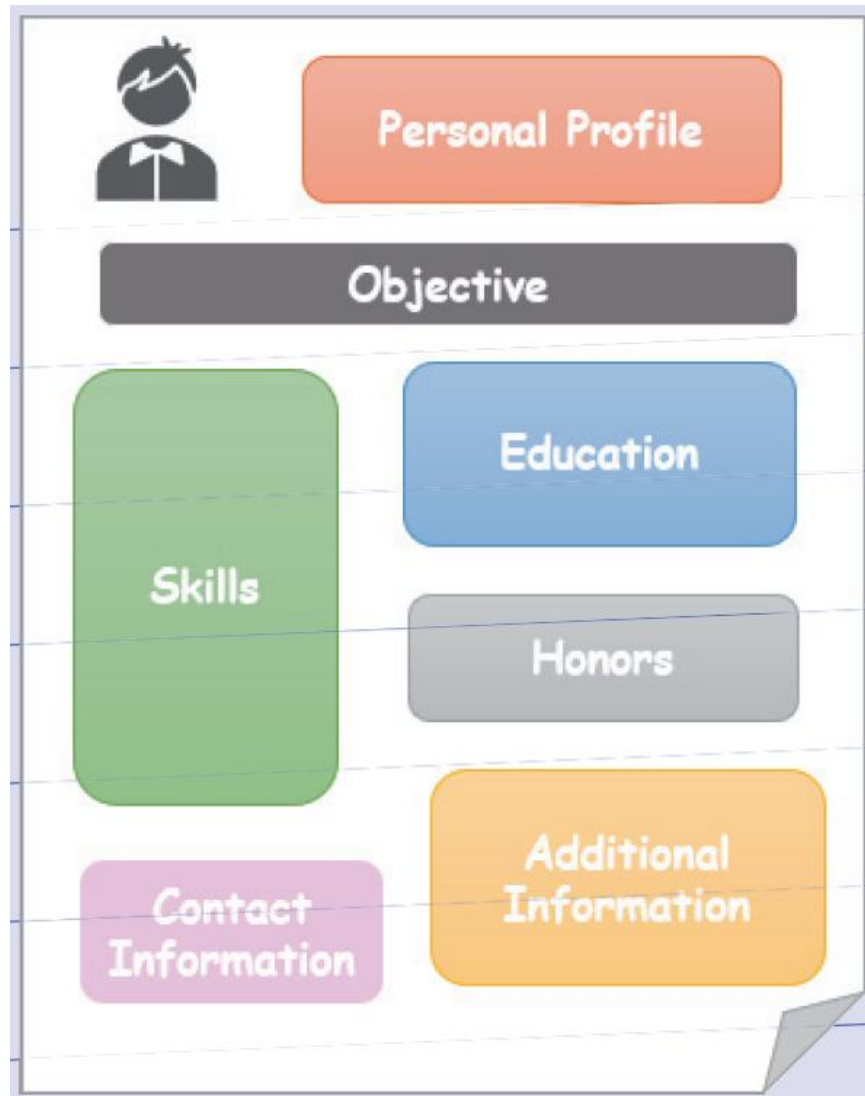 Personal Profile
Objective
Skills
Education
Honors
Additional
Information
Contact
Information